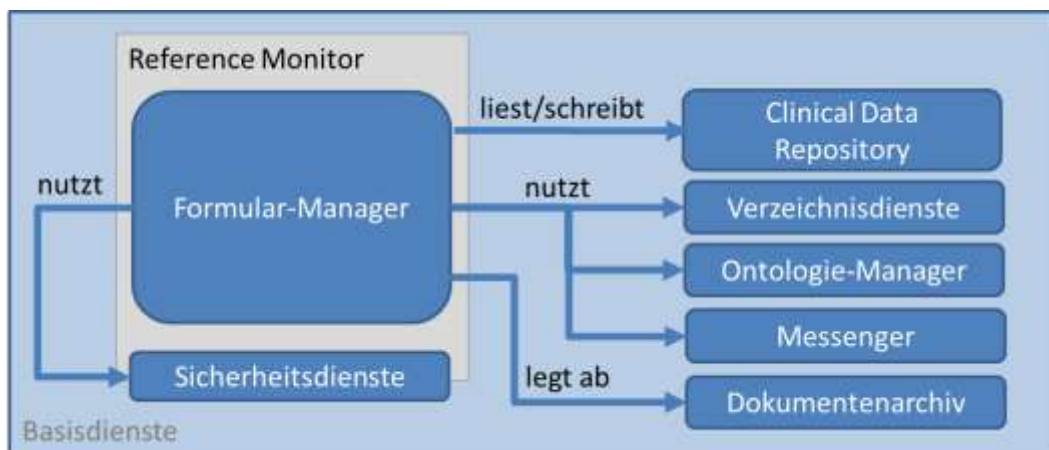 Reference Monitor
liest/schreibt
Clinical Data
Repository
nutzt
Formular-Manager
nutzt
Verzeichnisdienste
Ontologie-Manager
Messenger
Sicherheitsdienste
legt ab
Dokumentenarchiv
Basisdienste